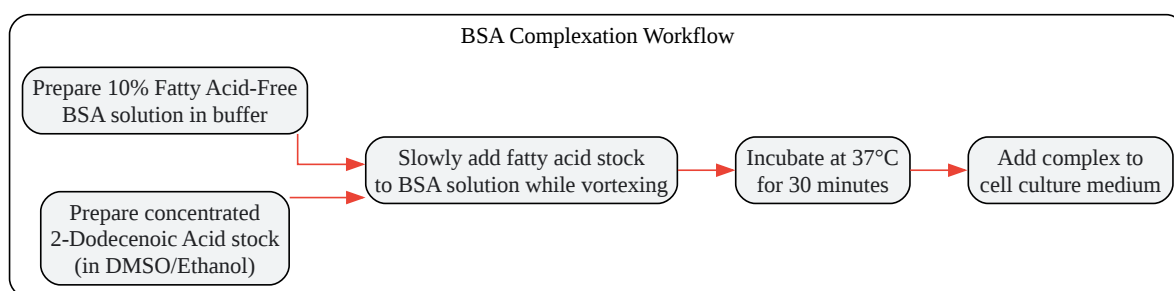 BSA Complexation Workflow
Prepare 10% Fatty Acid-Free
BSA solution in buffer
Prepare concentrated
2-Dodecenoic Acid stock
(in DMSO/Ethanol)
Slowly add fatty acid stock
to BSA solution while vortexing
Incubate at 37°C
for 30 minutes
Add complex to
cell culture medium